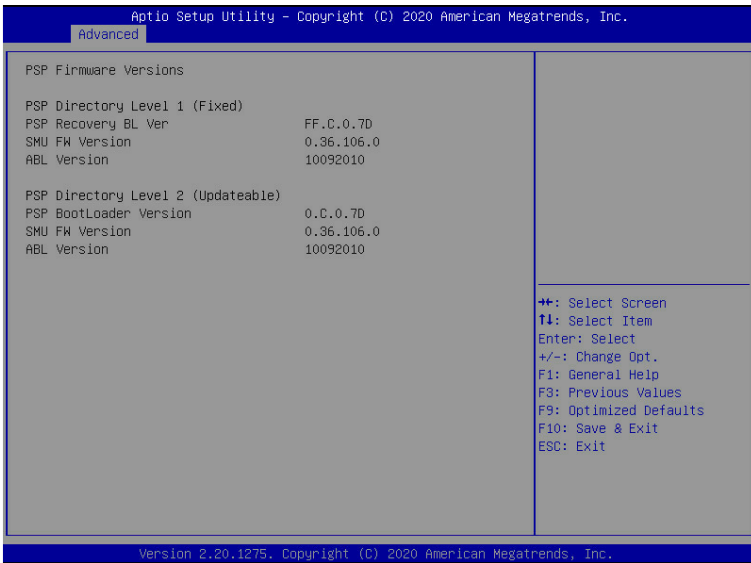 Aptio Setup Utility – Copyright (C) 2020 American Megatrends, Inc.
Advanced
PSP Firmware Versions
PSP Directory Level 1 (Fixed)
PSP Recovery BL Ver FF.C.0.7D
SMU FW Version 0.36.106.0
ABL Version 10092010
PSP Directory Level 2 (Updateable)
PSP BootLoader Version 0.C.0.7D
SMU FW Version 0.36.106.0
ABL Version 10092010
→←: Select Screen
↑↓: Select Item
Enter: Select
+/-: Change Opt.
F1: General Help
F3: Previous Values
F9: Optimized Defaults
F10: Save & Exit
ESC: Exit
Version 2.20.1275. Copyright (C) 2020 American Megatrends, Inc.